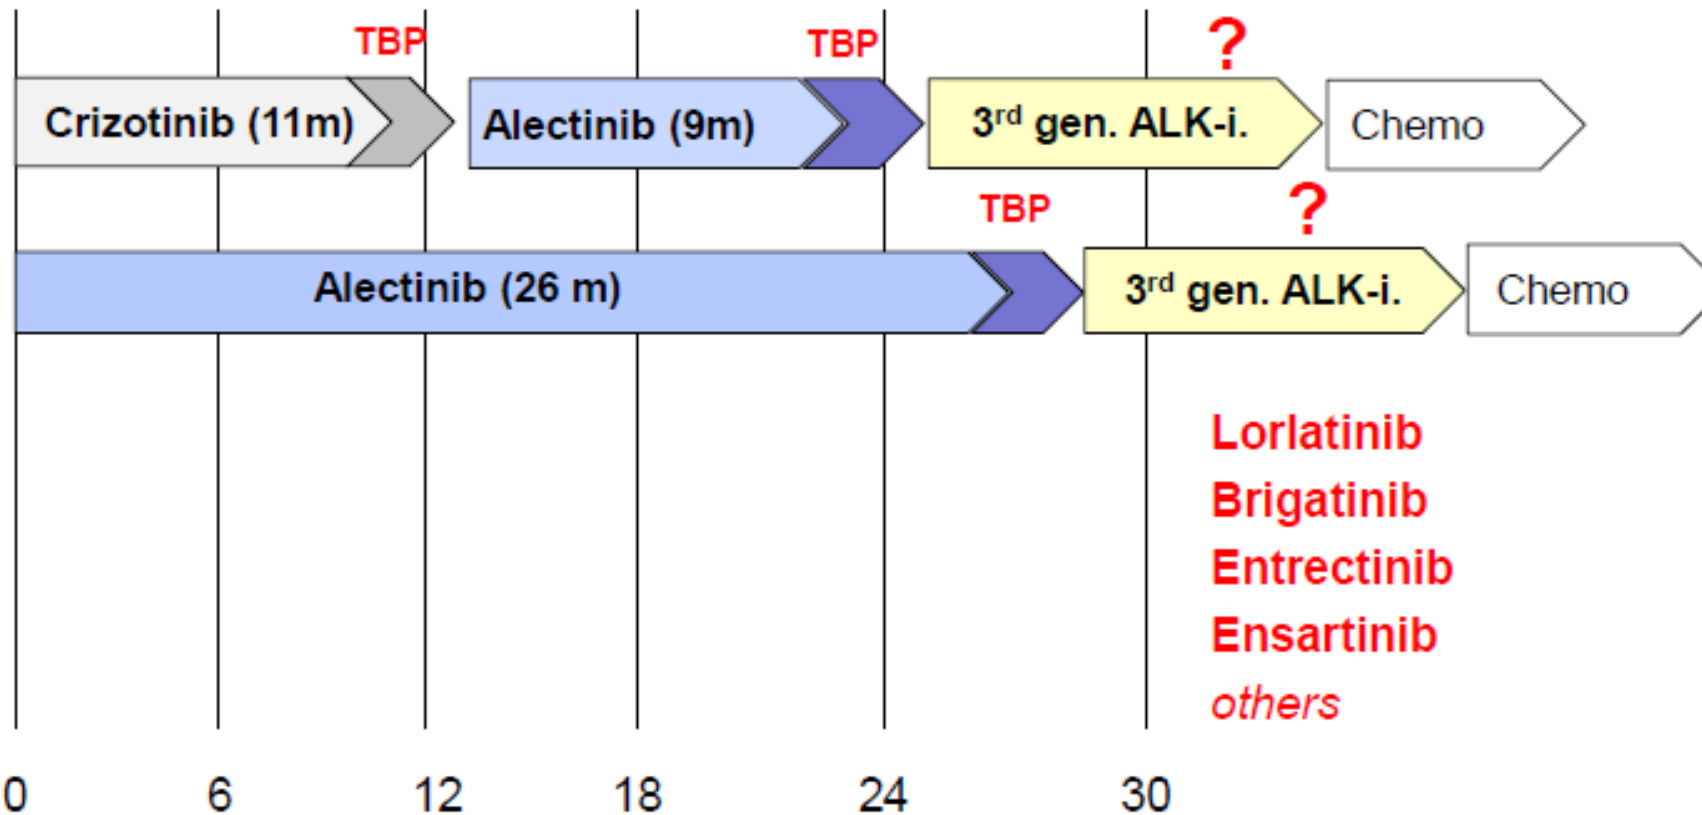 TBP
TBP
?
Crizotinib (11m)
Alectinib (9m)
3rd gen. ALK-i.
Chemo
TBP
?
Alectinib (26 m)
3rd gen. ALK-i.
Chemo
Lorlatinib
Brigatinib
Entrectinib
Ensartinib
others
0 6 12 18 24 30